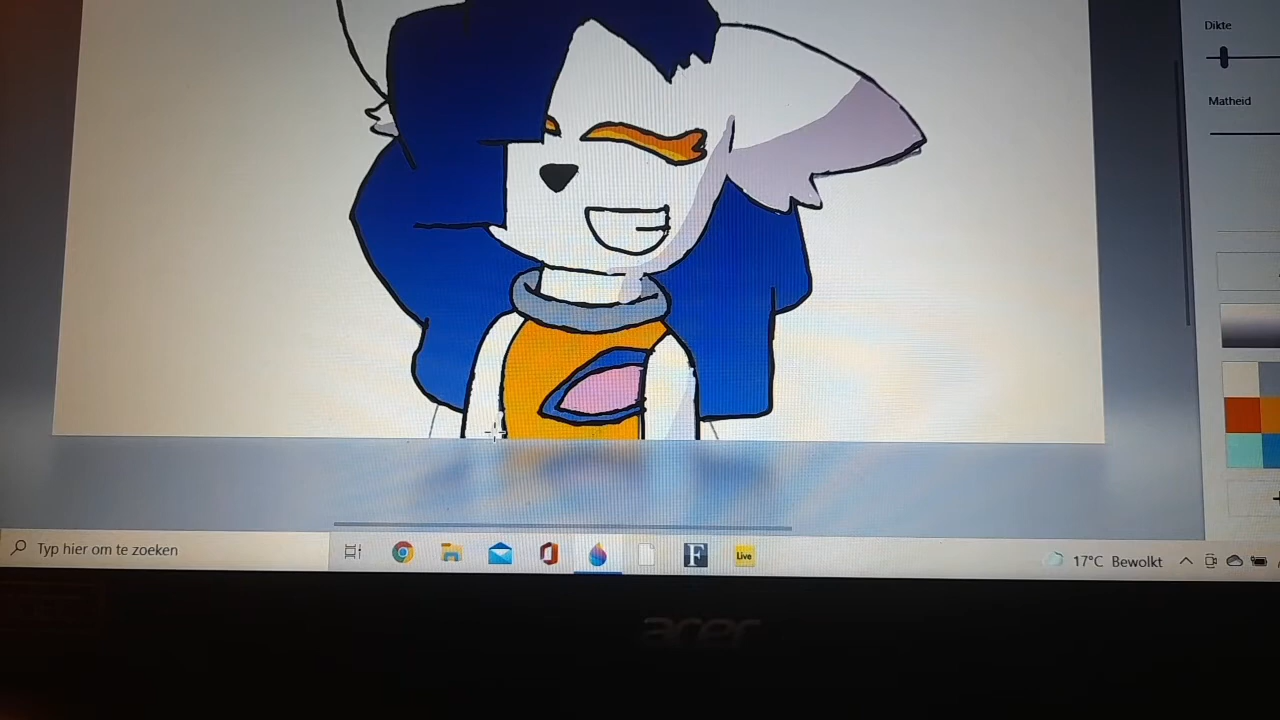 Dikte
Matheid
Typ hier om te zoeken
F
Live
17°C Bewolkt
acer